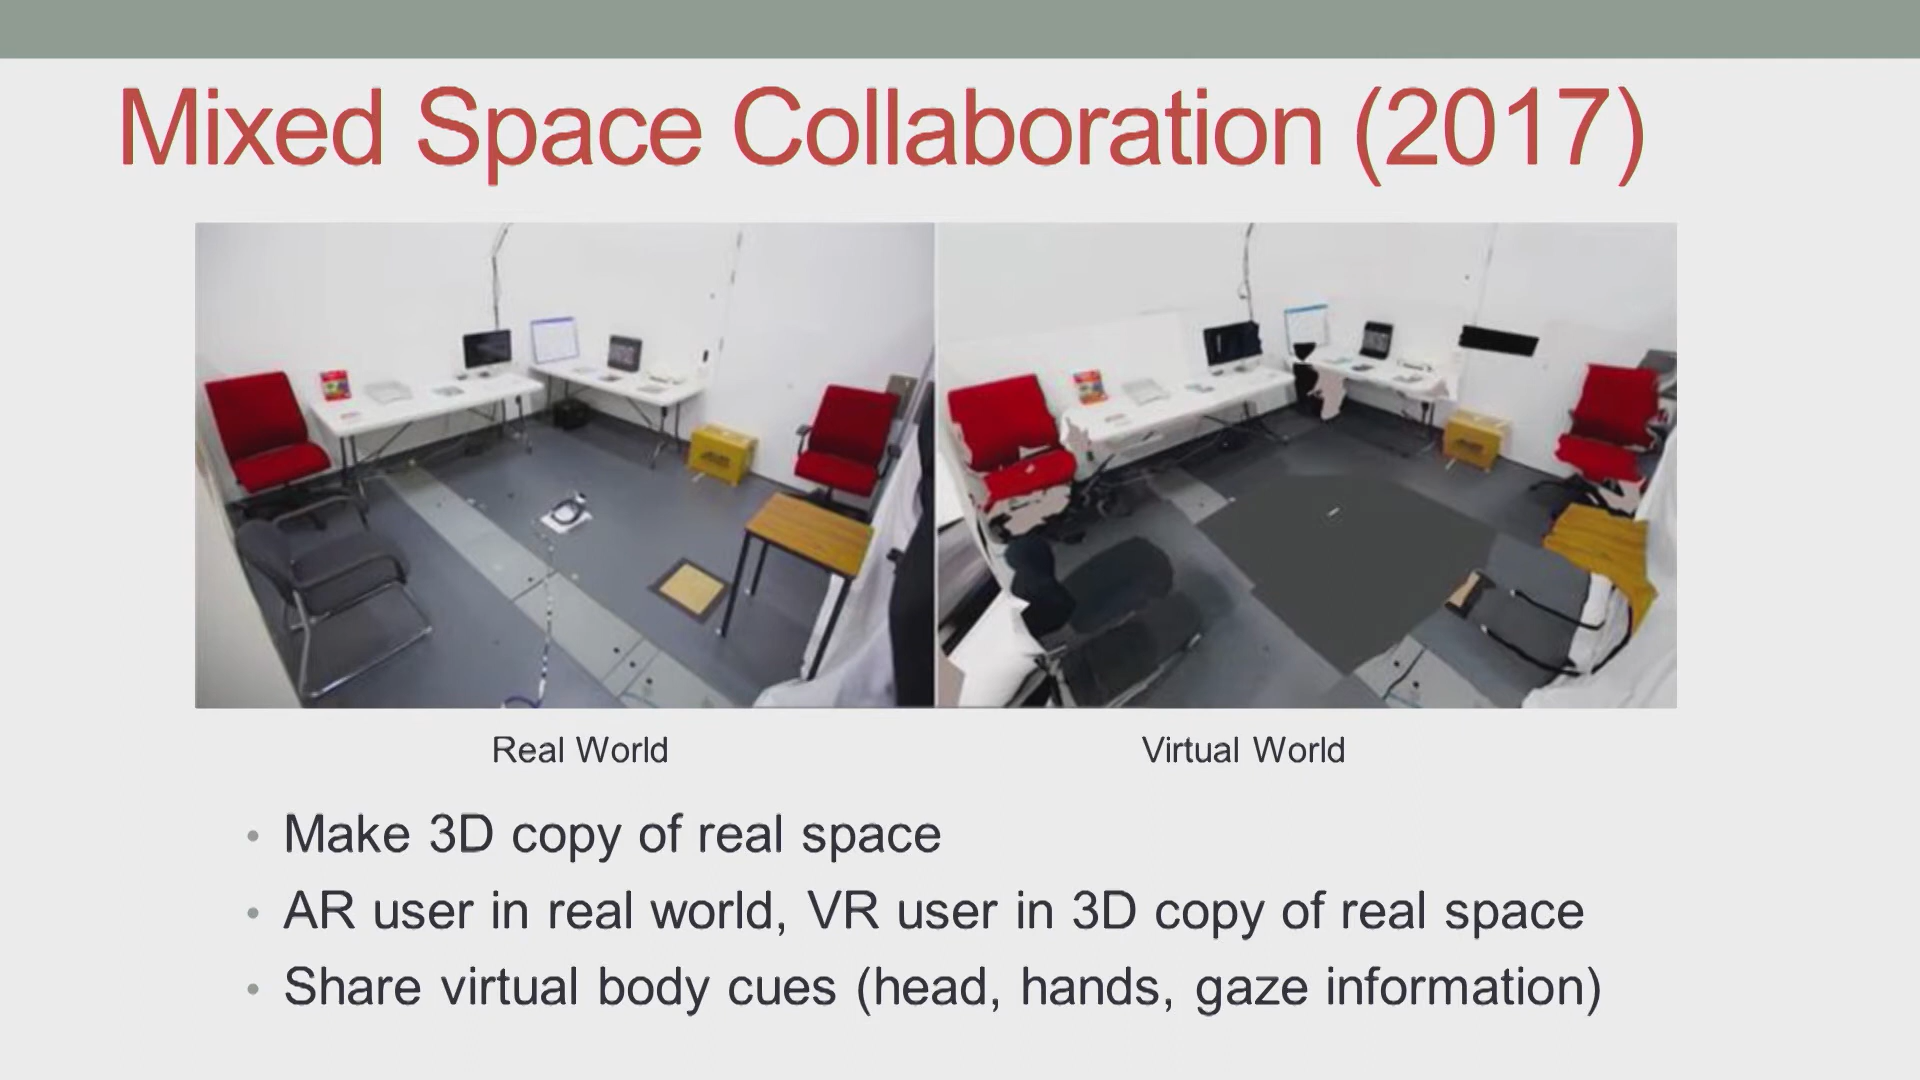 Mixed Space Collaboration (2017)
Real World
Virtual World
• Make 3D copy of real space
• AR user in real world, VR user in 3D copy of real space
• Share virtual body cues (head, hands, gaze information)